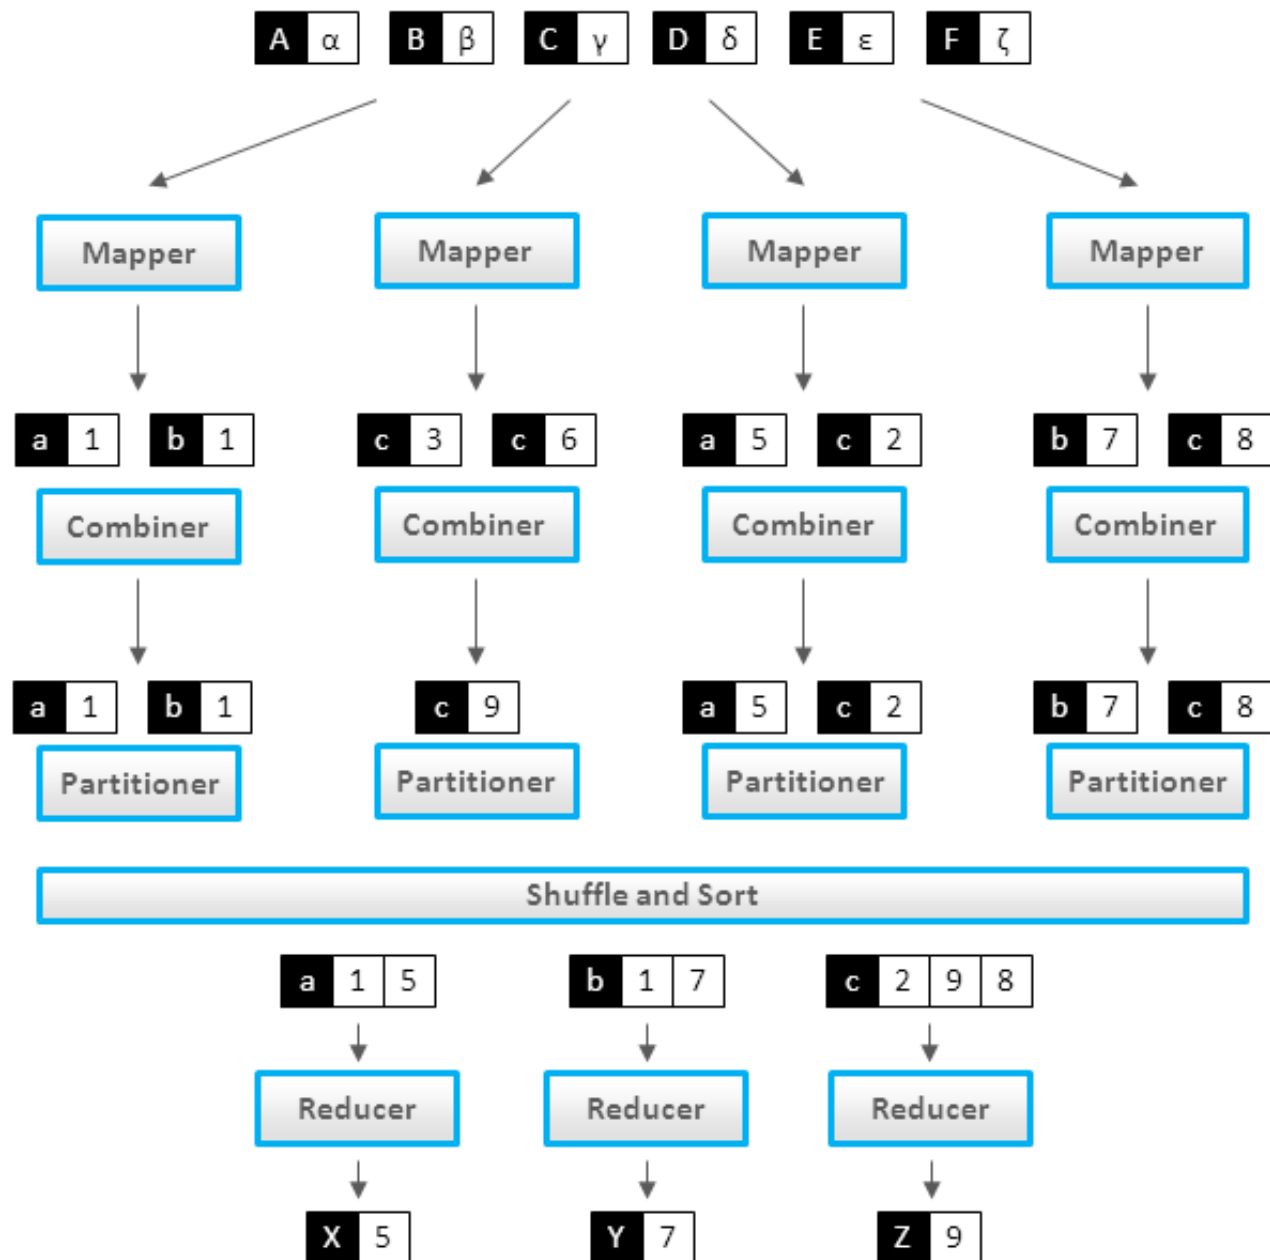 A α B β C γ D δ E ε F ζ
Mapper Mapper Mapper Mapper
a 1 b 1 c 3 c 6 a 5 c 2 b 7 c 8
Combiner Combiner Combiner Combiner
a 1 b 1 c 9 a 5 c 2 b 7 c 8
Partitioner Partitioner Partitioner Partitioner
Shuffle and Sort
a 1 5 b 1 7 c 2 9 8
Reducer Reducer Reducer
X 5 Y 7 Z 9